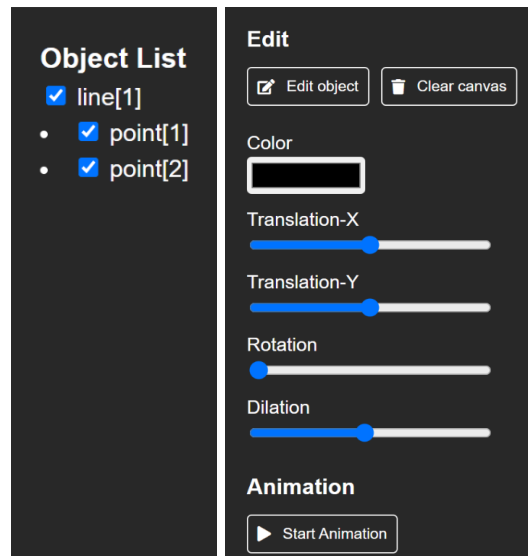 Object List
line[1]
point[1]
point[2]
Edit
Edit object
Clear canvas
Color
Translation-X
Translation-Y
Rotation
Dilation
Animation
Start Animation